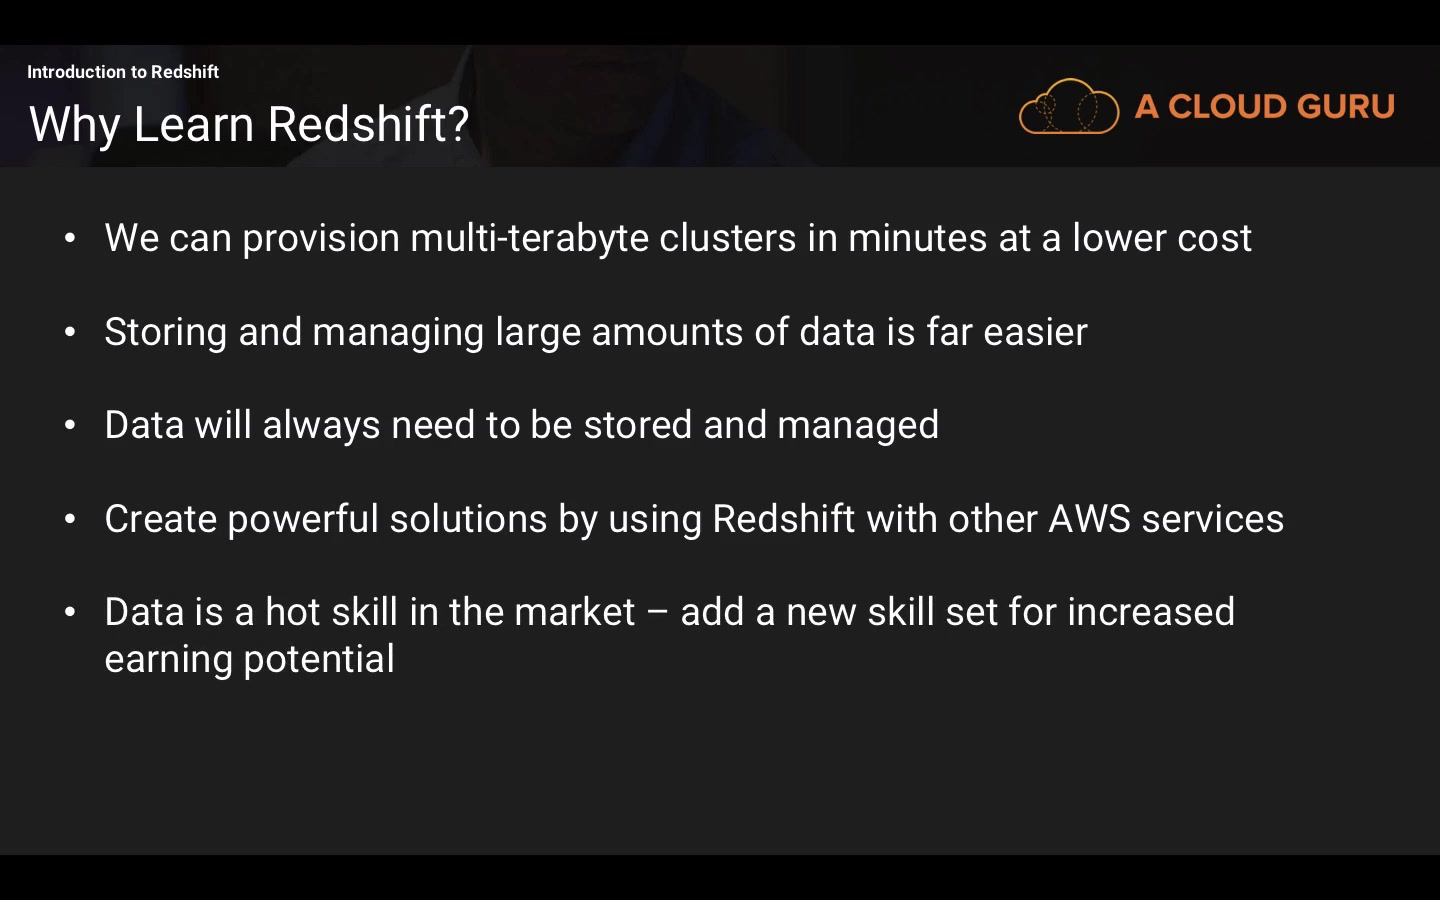 Introduction to Redshift
Why Learn Redshift?
A CLOUD GURU
• We can provision multi-terabyte clusters in minutes at a lower cost
• Storing and managing large amounts of data is far easier
• Data will always need to be stored and managed
• Create powerful solutions by using Redshift with other AWS services
• Data is a hot skill in the market – add a new skill set for increased
earning potential